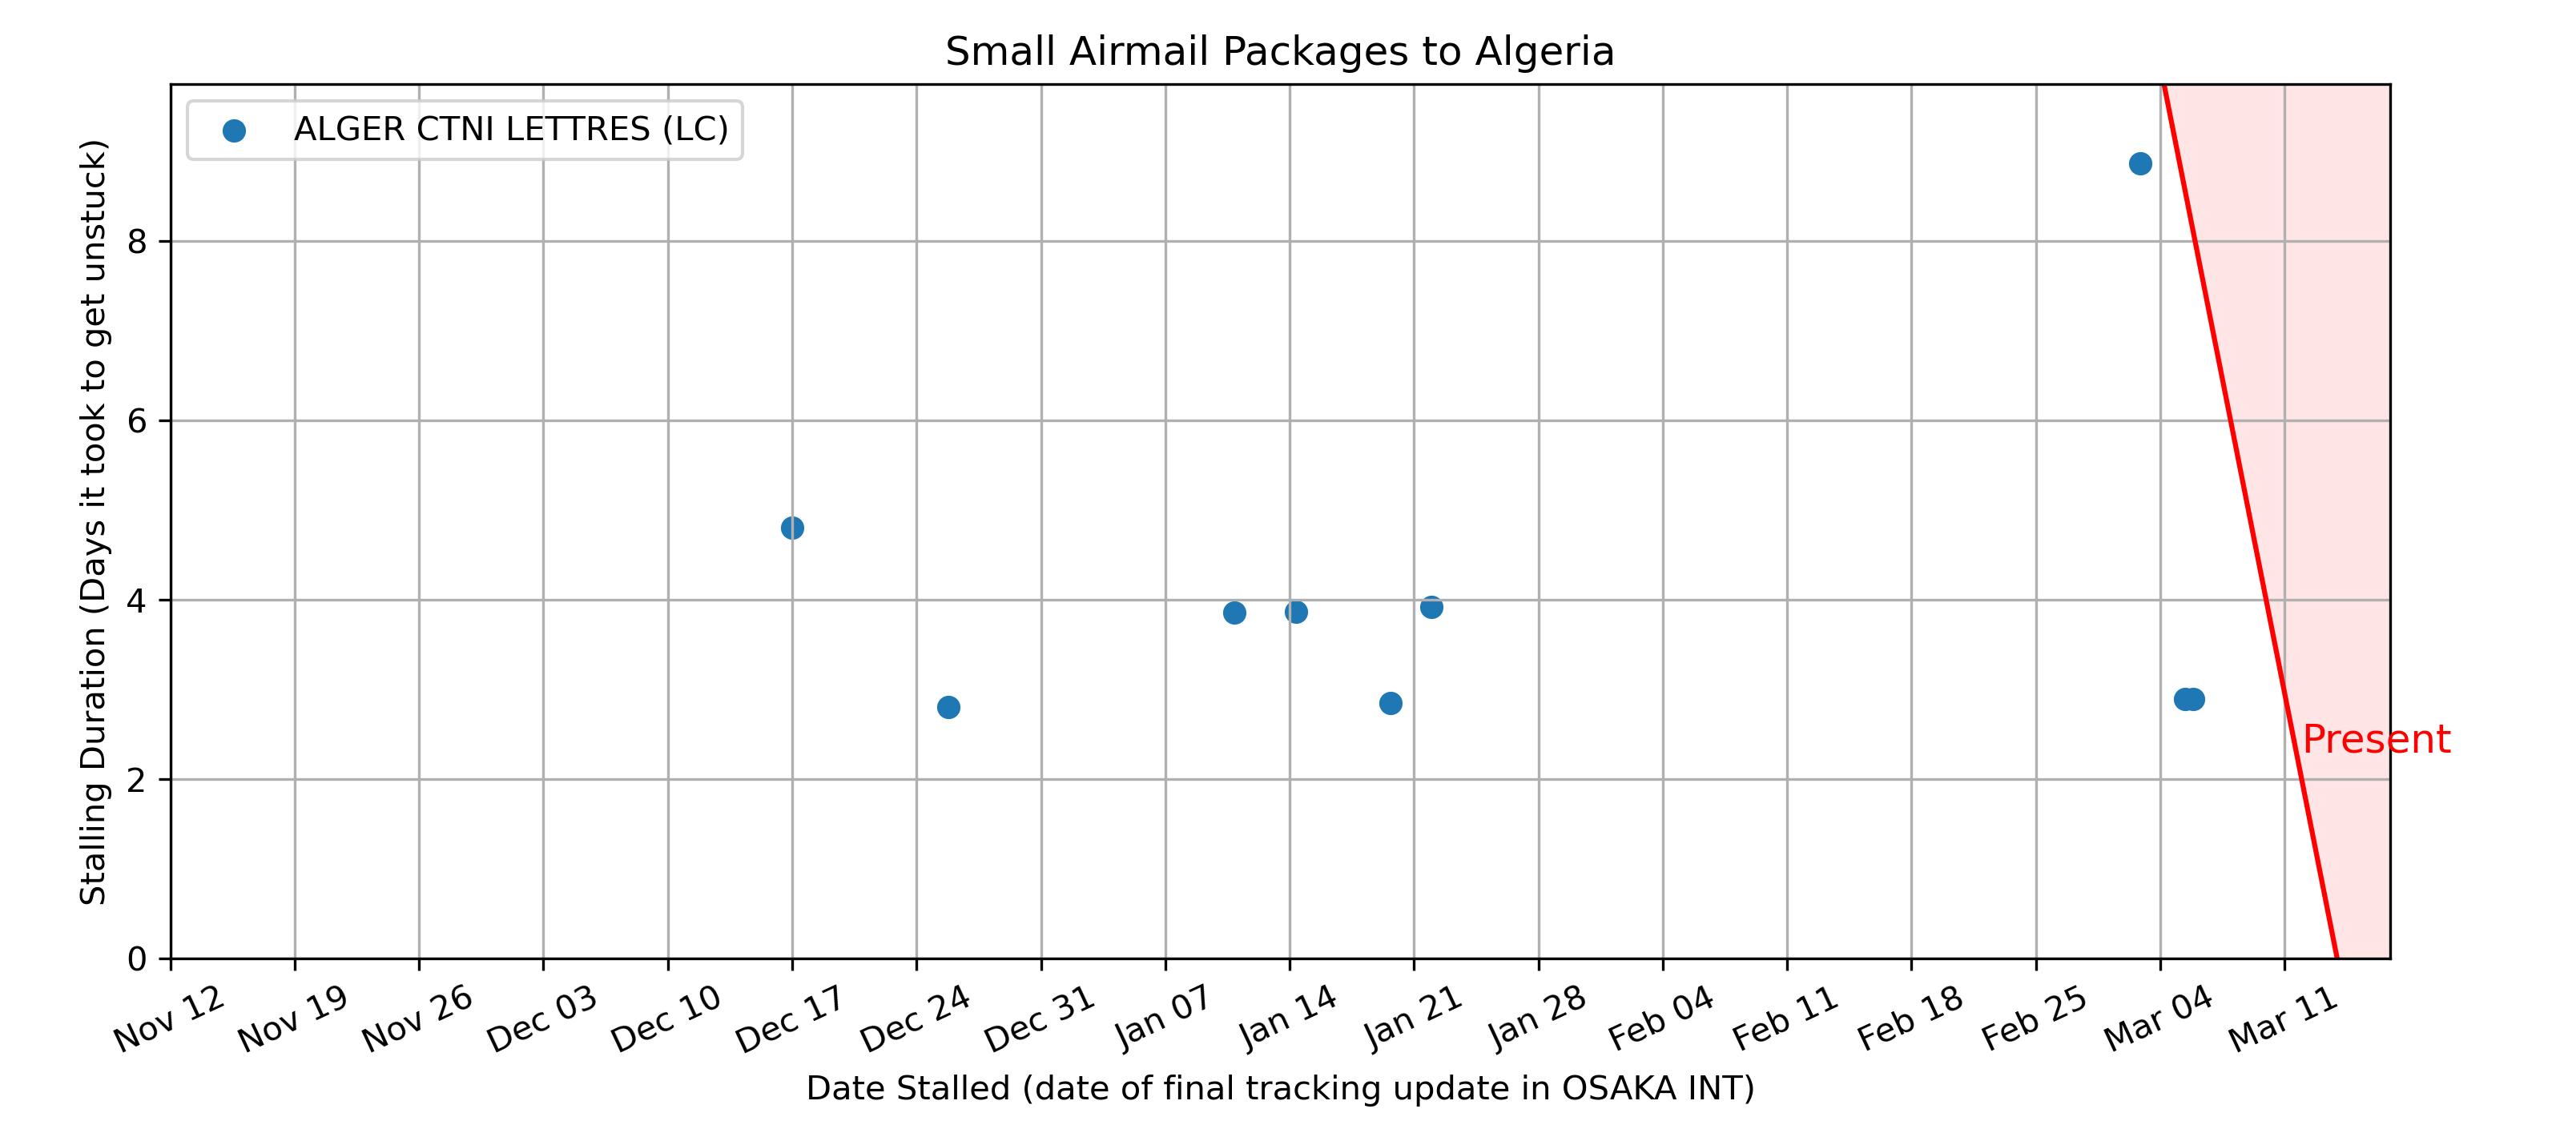 Small Airmail Packages to Algeria
ALGER CTNI LETTRES (LC)
Stalling Duration (Days it took to get unstuck)
8
6
4
2
0
Present
Nov 12
Nov 19
Nov 26
Dec 03
Dec 10
Dec 17
Dec 24
Dec 31
Jan 07
Jan 14
Jan 21
Jan 28
Feb 04
Feb 11
Feb 18
Feb 25
Mar 04
Mar 11
Date Stalled (date of final tracking update in OSAKA INT)